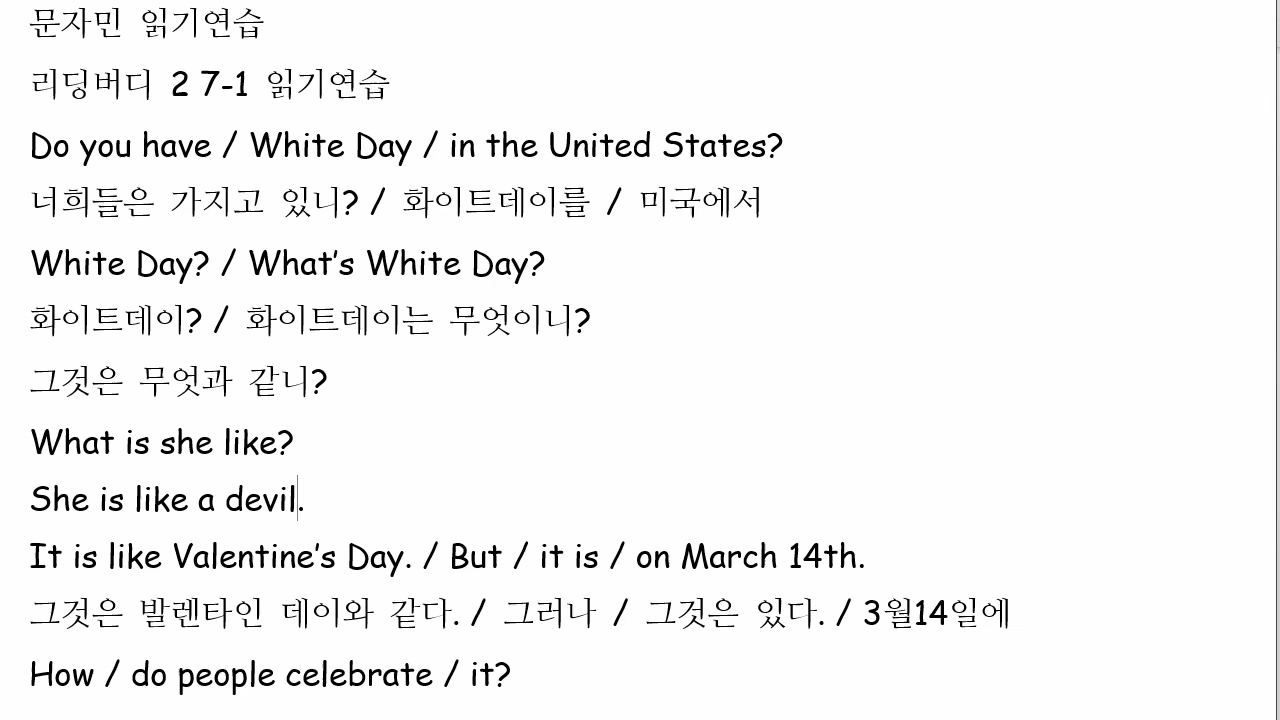 문자민 읽기연습
리딩버디 2 7-1 읽기연습
Do you have / White Day / in the United States?
너희들은 가지고 있니? / 화이트데이를 / 미국에서
White Day? / What’s White Day?
화이트데이? / 화이트데이는 무엇이니?
그것은 무엇과 같니?
What is she like?
She is like a devil.
It is like Valentine’s Day. / But / it is / on March 14th.
그것은 발렌타인 데이와 같다. / 그러나 / 그것은 있다. / 3월14일에
How / do people celebrate / it?